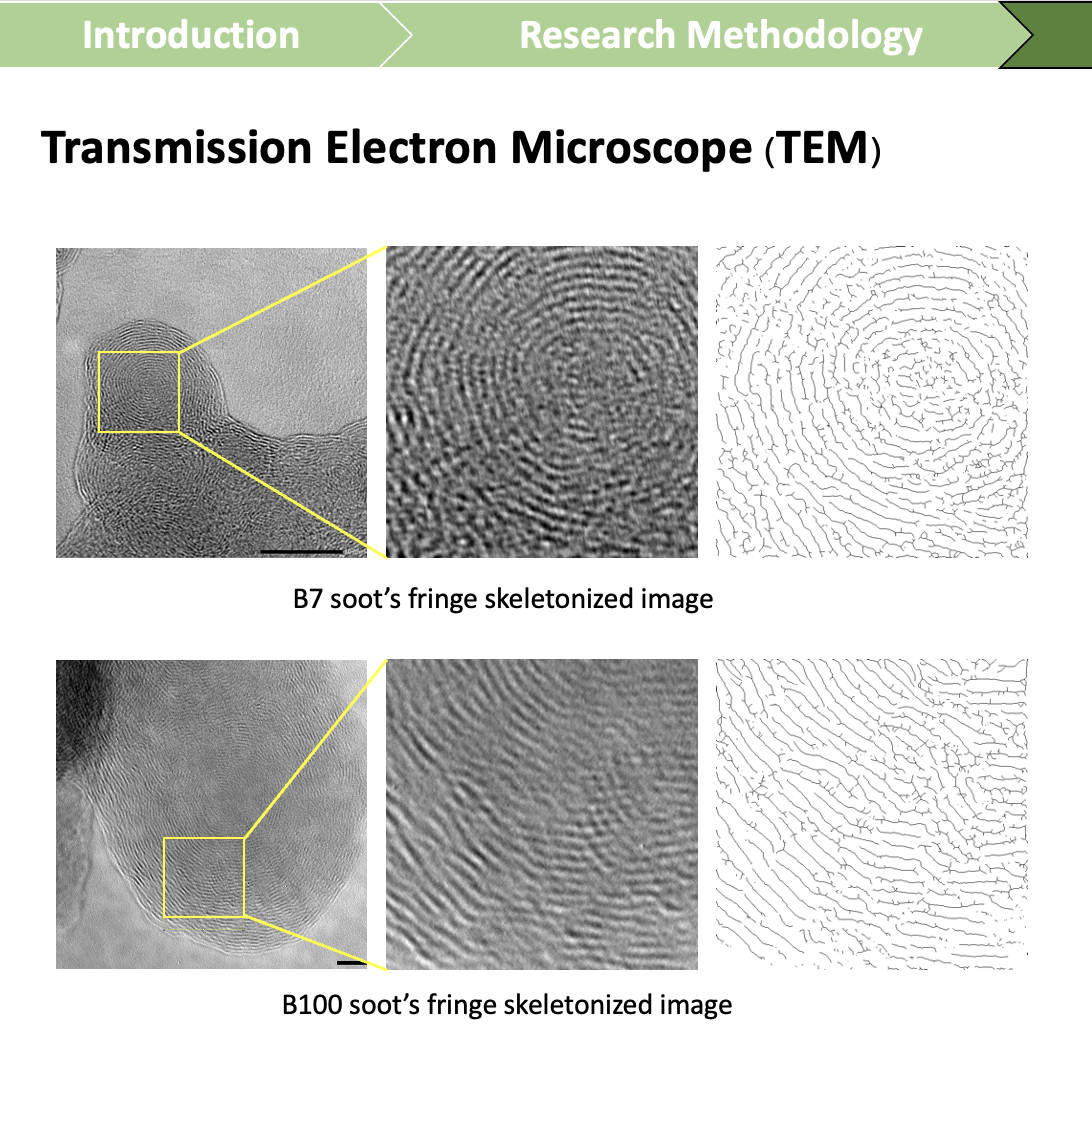 Introduction
Research Methodology
Transmission Electron Microscope (TEM)
B7 soot’s fringe skeletonized image
B100 soot’s fringe skeletonized image